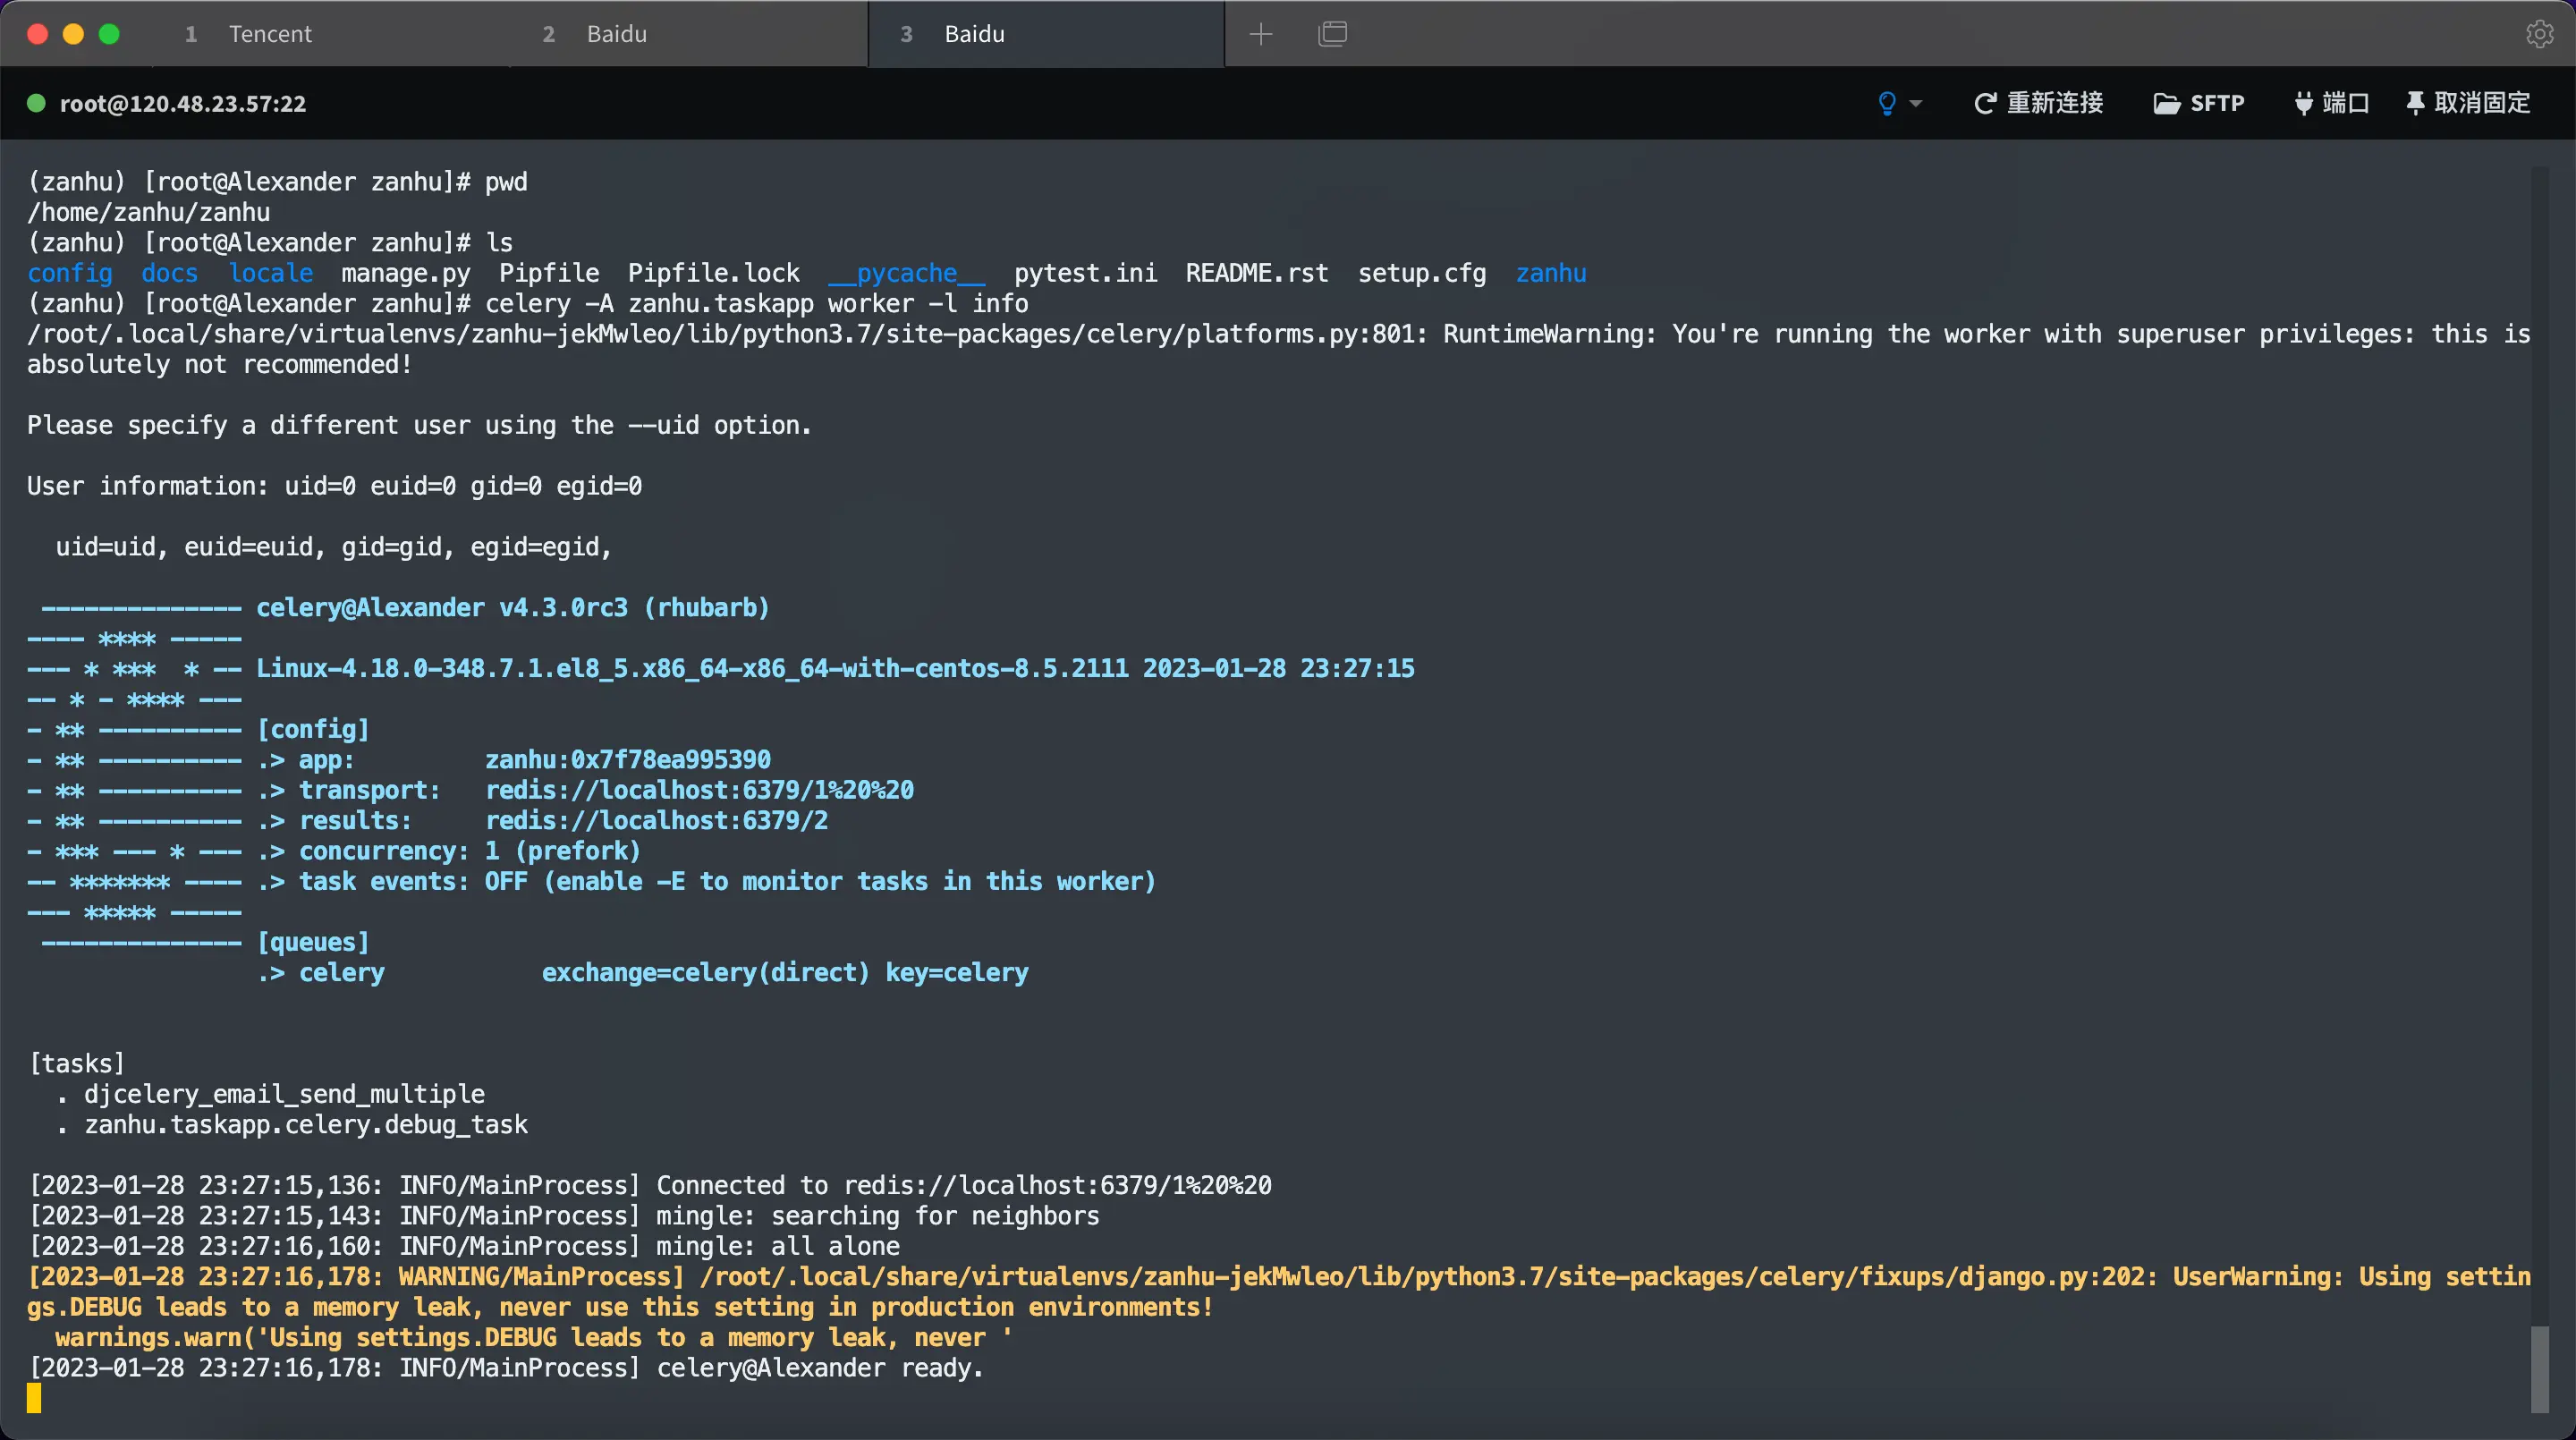 1 Tencent 2 Baidu 3 Baidu
root@120.48.23.57:22 重新连接 SFTP 端口 取消固定
(zanhu) [root@Alexander zanhu]# pwd
/home/zanhu/zanhu
(zanhu) [root@Alexander zanhu]# ls
config  docs  locale  manage.py  Pipfile  Pipfile.lock  __pycache__  pytest.ini  README.rst  setup.cfg  zanhu
(zanhu) [root@Alexander zanhu]# celery -A zanhu.taskapp worker -l info
/root/.local/share/virtualenvs/zanhu-jekMwleo/lib/python3.7/site-packages/celery/platforms.py:801: RuntimeWarning: You're running the worker with superuser privileges: this is
absolutely not recommended!
Please specify a different user using the --uid option.
User information: uid=0 euid=0 gid=0 egid=0
  uid=uid, euid=euid, gid=gid, egid=egid,
 -------------- celery@Alexander v4.3.0rc3 (rhubarb)
---- **** -----
--- * ***  * -- Linux-4.18.0-348.7.1.el8_5.x86_64-x86_64-with-centos-8.5.2111 2023-01-28 23:27:15
-- * - **** ---
- ** ---------- [config]
- ** ---------- .> app:         zanhu:0x7f78ea995390
- ** ---------- .> transport:   redis://localhost:6379/1%20%20
- ** ---------- .> results:     redis://localhost:6379/2
- *** --- * --- .> concurrency: 1 (prefork)
-- ******* ---- .> task events: OFF (enable -E to monitor tasks in this worker)
--- ***** -----
 -------------- [queues]
                .> celery           exchange=celery(direct) key=celery
[tasks]
  . djcelery_email_send_multiple
  . zanhu.taskapp.celery.debug_task
[2023-01-28 23:27:15,136: INFO/MainProcess] Connected to redis://localhost:6379/1%20%20
[2023-01-28 23:27:15,143: INFO/MainProcess] mingle: searching for neighbors
[2023-01-28 23:27:16,160: INFO/MainProcess] mingle: all alone
[2023-01-28 23:27:16,178: WARNING/MainProcess] /root/.local/share/virtualenvs/zanhu-jekMwleo/lib/python3.7/site-packages/celery/fixups/django.py:202: UserWarning: Using settin
gs.DEBUG leads to a memory leak, never use this setting in production environments!
  warnings.warn('Using settings.DEBUG leads to a memory leak, never '
[2023-01-28 23:27:16,178: INFO/MainProcess] celery@Alexander ready.